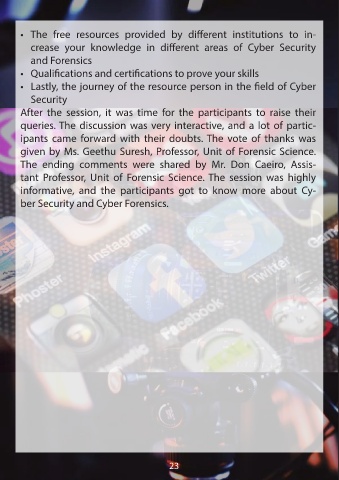 • The free resources provided by different institutions to in-
crease your knowledge in different areas of Cyber Security
and Forensics
• Qualifications and certifications to prove your skills
• Lastly, the journey of the resource person in the field of Cyber
Security
After the session, it was time for the participants to raise their
queries. The discussion was very interactive, and a lot of partic-
ipants came forward with their doubts. The vote of thanks was
given by Ms. Geethu Suresh, Professor, Unit of Forensic Science.
The ending comments were shared by Mr. Don Caeiro, Assis-
tant Professor, Unit of Forensic Science. The session was highly
informative, and the participants got to know more about Cy-
ber Security and Cyber Forensics.
Instagram
Twitter
Phoster
Facebook
23